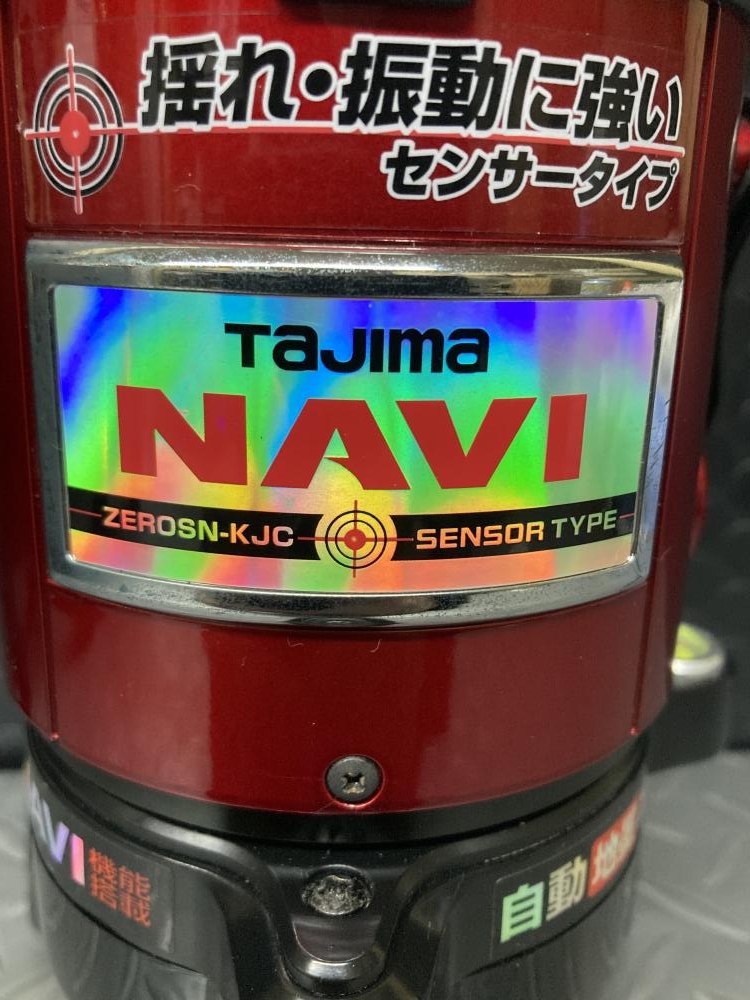 揺れ・振動に強い
センサータイプ
Tajima
NAVI
ZEROSN-KJC SENSOR TYPE
AVI 機能搭載
自動